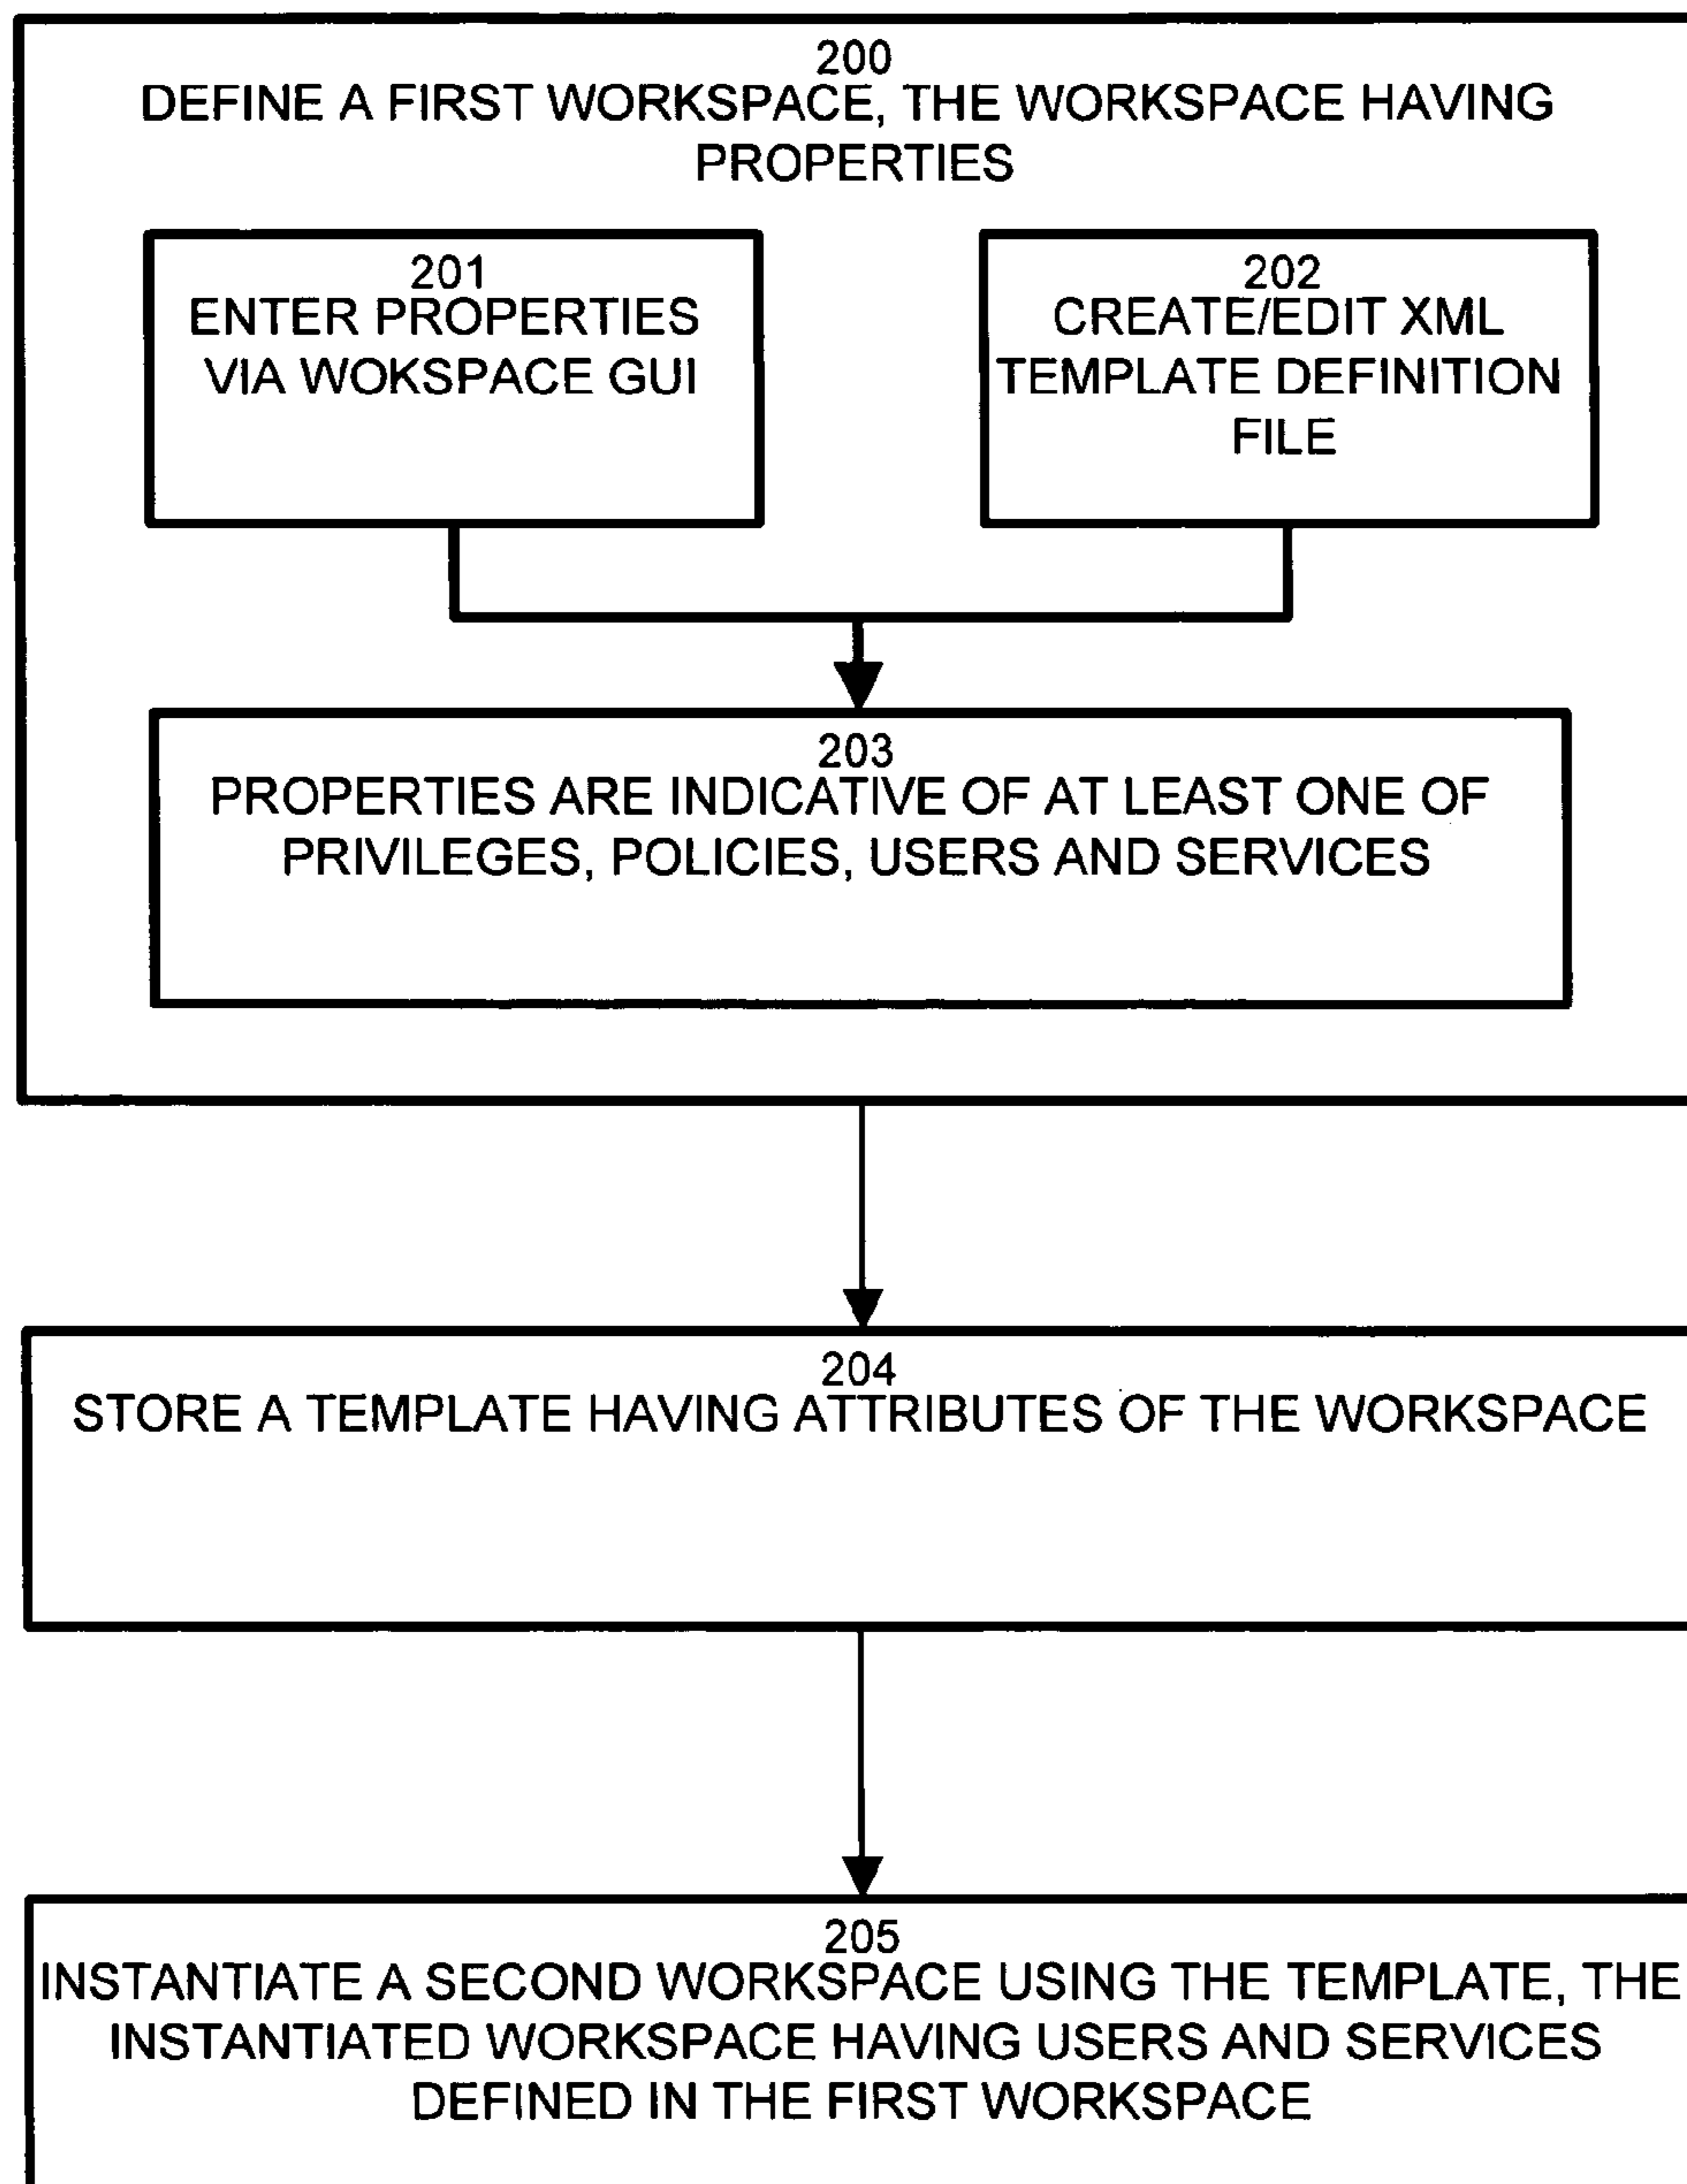 200
DEFINE A FIRST WORKSPACE, THE WORKSPACE HAVING
PROPERTIES
201
ENTER PROPERTIES
VIA WOKSPACE GUI
202
CREATE/EDIT XML
TEMPLATE DEFINITION
FILE
203
PROPERTIES ARE INDICATIVE OF AT LEAST ONE OF
PRIVILEGES, POLICIES, USERS AND SERVICES
204
STORE A TEMPLATE HAVING ATTRIBUTES OF THE WORKSPACE
205
INSTANTIATE A SECOND WORKSPACE USING THE TEMPLATE, THE
INSTANTIATED WORKSPACE HAVING USERS AND SERVICES
DEFINED IN THE FIRST WORKSPACE